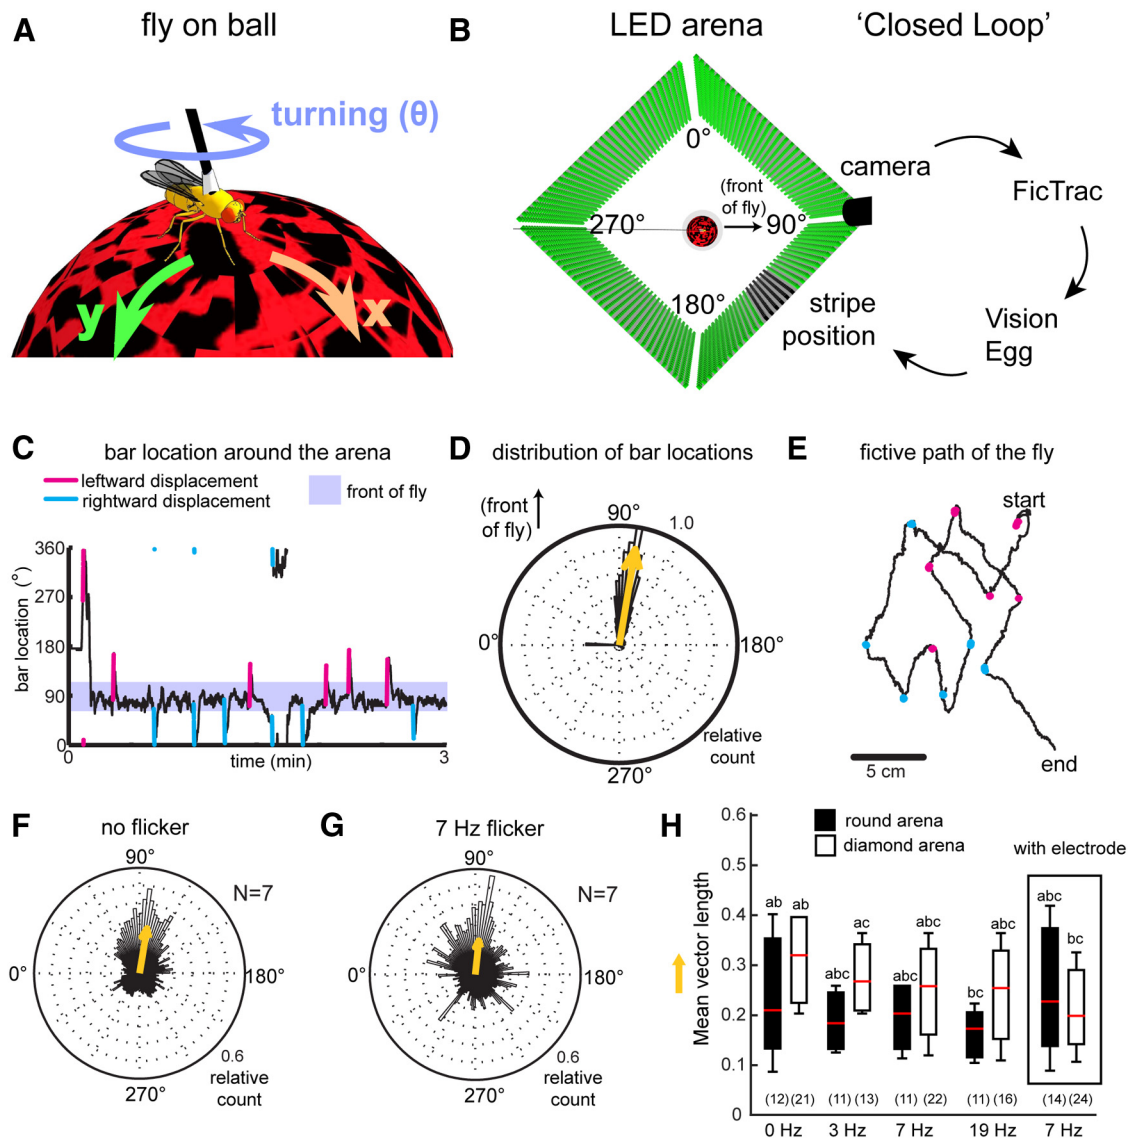 A
fly on ball
turning (θ)
y
x
B
LED arena
'Closed Loop'
0°
(front
of fly)
270°
90°
180°
camera
stripe
position
FicTrac
Vision
Egg
C
bar location around the arena
leftward displacement
rightward displacement
front of fly
bar location (°)
360
270
180
90
0
0
time (min)
3
D
distribution of bar locations
(front
of fly)
90°
1.0
0°
180°
270°
relative
count
E
fictive path of the fly
start
end
5 cm
F
no flicker
90°
N=7
0°
180°
270°
0.6
relative
count
G
7 Hz flicker
90°
N=7
0°
180°
270°
0.6
relative
count
H
round arena
diamond arena
with electrode
Mean vector length
0.6
0.5
0.4
0.3
0.2
0.1
0
ab ab
abc ac
abc abc
bc abc
abc bc
(12) (21) (11) (13) (11) (22) (11) (16) (14) (24)
0 Hz 3 Hz 7 Hz 19 Hz 7 Hz